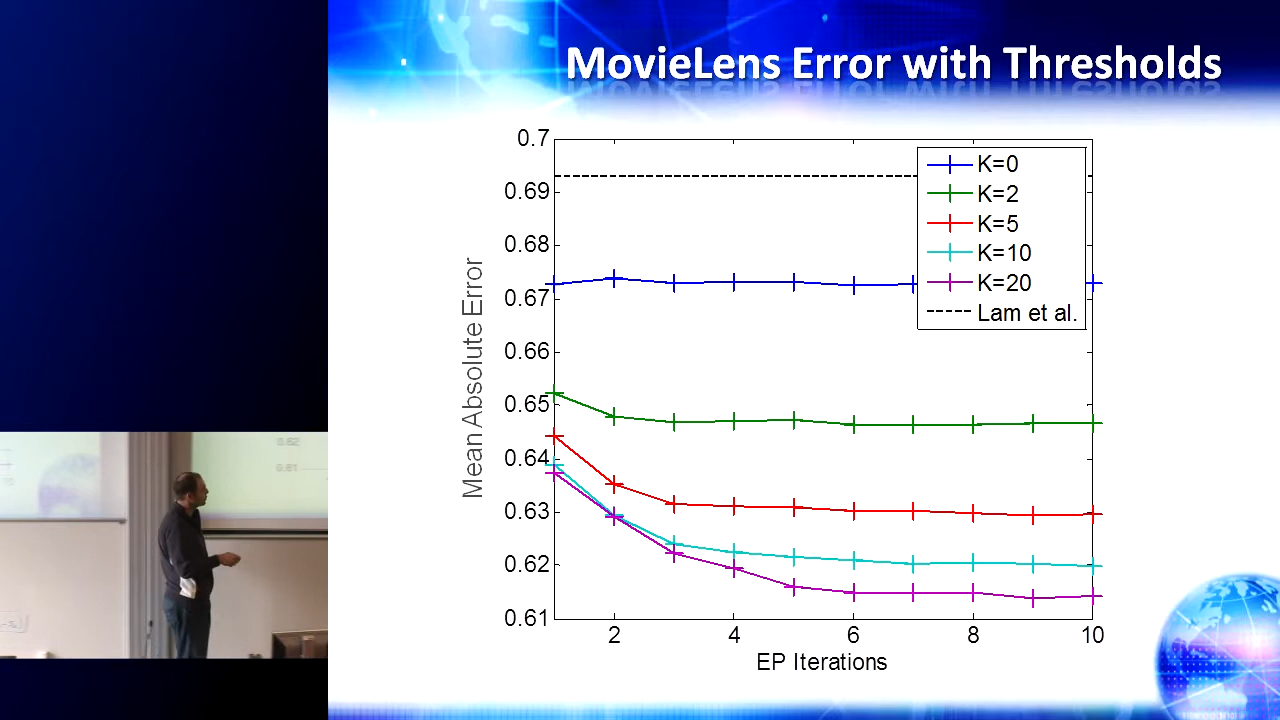 MovieLens Error with Thresholds
0.7
0.69
0.68
0.67
0.66
0.65
0.64
0.63
0.62
0.61
Mean Absolute Error
K=0
K=2
K=5
K=10
K=20
Lam et al.
2
4
6
8
10
EP Iterations
0.62
0.61